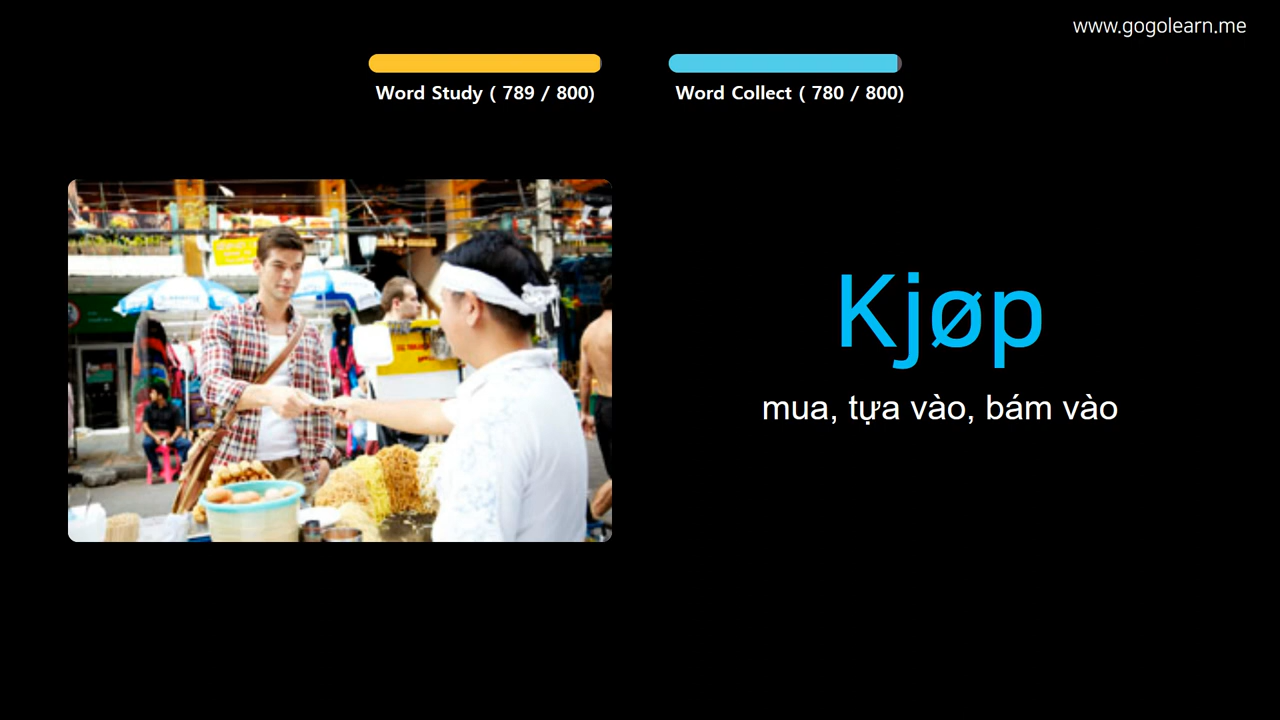 www.gogolearn.me
Word Study ( 789 / 800)
Word Collect ( 780 / 800)
Kjøp
mua, tựa vào, bám vào